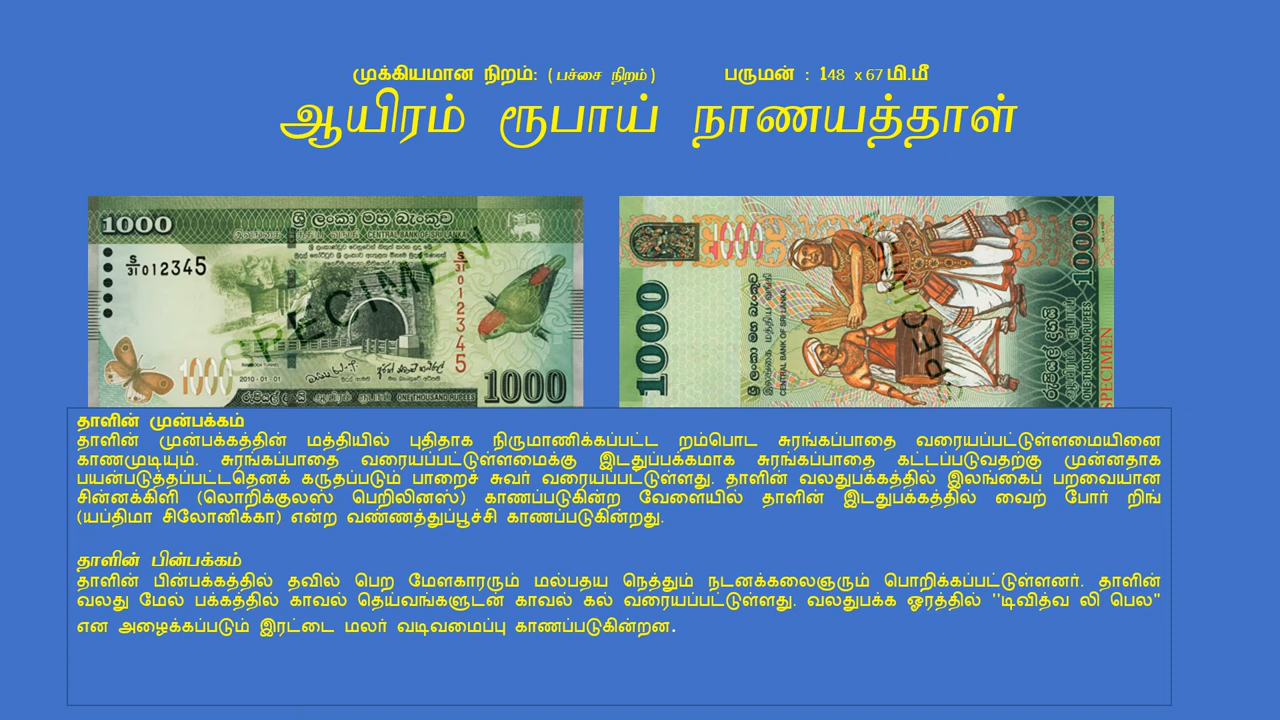 முக்கியமான நிறம்: ( பச்சை நிறம் ) பருமன் : 148 x 67 மி.மீ
ஆயிரம் ரூபாய் நாணயத்தாள்
1000
ශ්‍රී ලංකා මහ බැංකුව
CENTRAL BANK OF SRI LANKA
S/31 012345
S/31 012345
SPECIMEN
1000
2010 - 01 - 01
ONE THOUSAND RUPEES
1000
1000
ශ්‍රී ලංකා මහ බැංකුව
இலங்கை மத்திய வங்கி
CENTRAL BANK OF SRI LANKA
1000
ONE THOUSAND RUPEES
1000
SPECIMEN
தாளின் முன்பக்கம்
தாளின் முன்பக்கத்தின் மத்தியில் புதிதாக நிருமாணிக்கப்பட்ட றம்பொட சுரங்கப்பாதை வரையப்பட்டுள்ளமையினை
காணமுடியும். சுரங்கப்பாதை வரையப்பட்டுள்ளமைக்கு இடதுப்பக்கமாக சுரங்கப்பாதை கட்டப்படுவதற்கு முன்னதாக
பயன்படுத்தப்பட்டதெனக் கருதப்படும் பாறைச் சுவர் வரையப்பட்டுள்ளது. தாளின் வலதுபக்கத்தில் இலங்கைப் பறவையான
சின்னக்கிளி (லொறிக்குலஸ் பெறிலினஸ்) காணப்படுகின்ற வேளையில் தாளின் இடதுபக்கத்தில் வைற் போர் றிங்
(யப்திமா சிலோனிக்கா) என்ற வண்ணத்துப்பூச்சி காணப்படுகின்றது.
தாளின் பின்பக்கம்
தாளின் பின்பக்கத்தில் தவில் பெற மேளகாரரும் மல்பதய நெத்தும் நடனக்கலைஞரும் பொறிக்கப்பட்டுள்ளனர். தாளின்
வலது மேல் பக்கத்தில் காவல் தெய்வங்களுடன் காவல் கல் வரையப்பட்டுள்ளது. வலதுபக்க ஓரத்தில் "டிவித்வ லி பெல"
என அழைக்கப்படும் இரட்டை மலர் வடிவமைப்பு காணப்படுகின்றன.